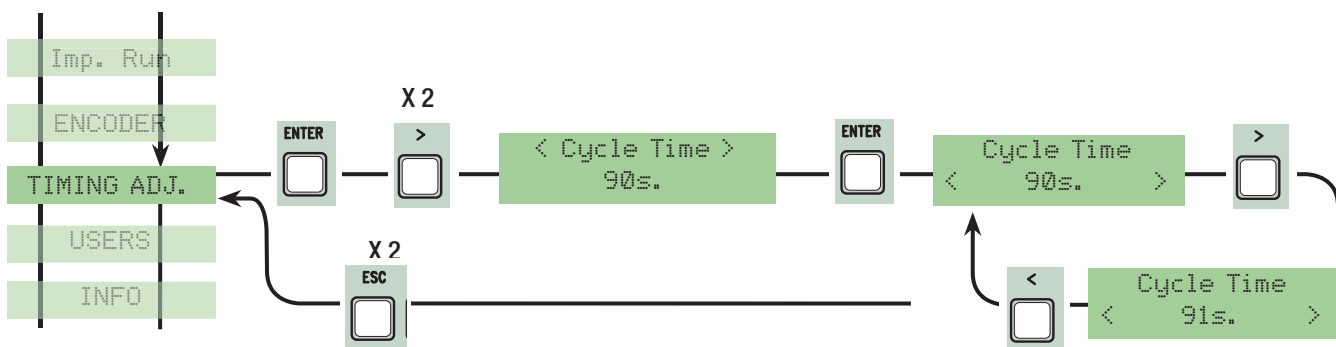 Imp. Run
ENCODER
TIMING ADJ.
USERS
INFO
ENTER
X 2
>
< Cycle Time >
90s.
ENTER
Cycle Time
< 90s. >
>
X 2
ESC
<
Cycle Time
< 91s. >